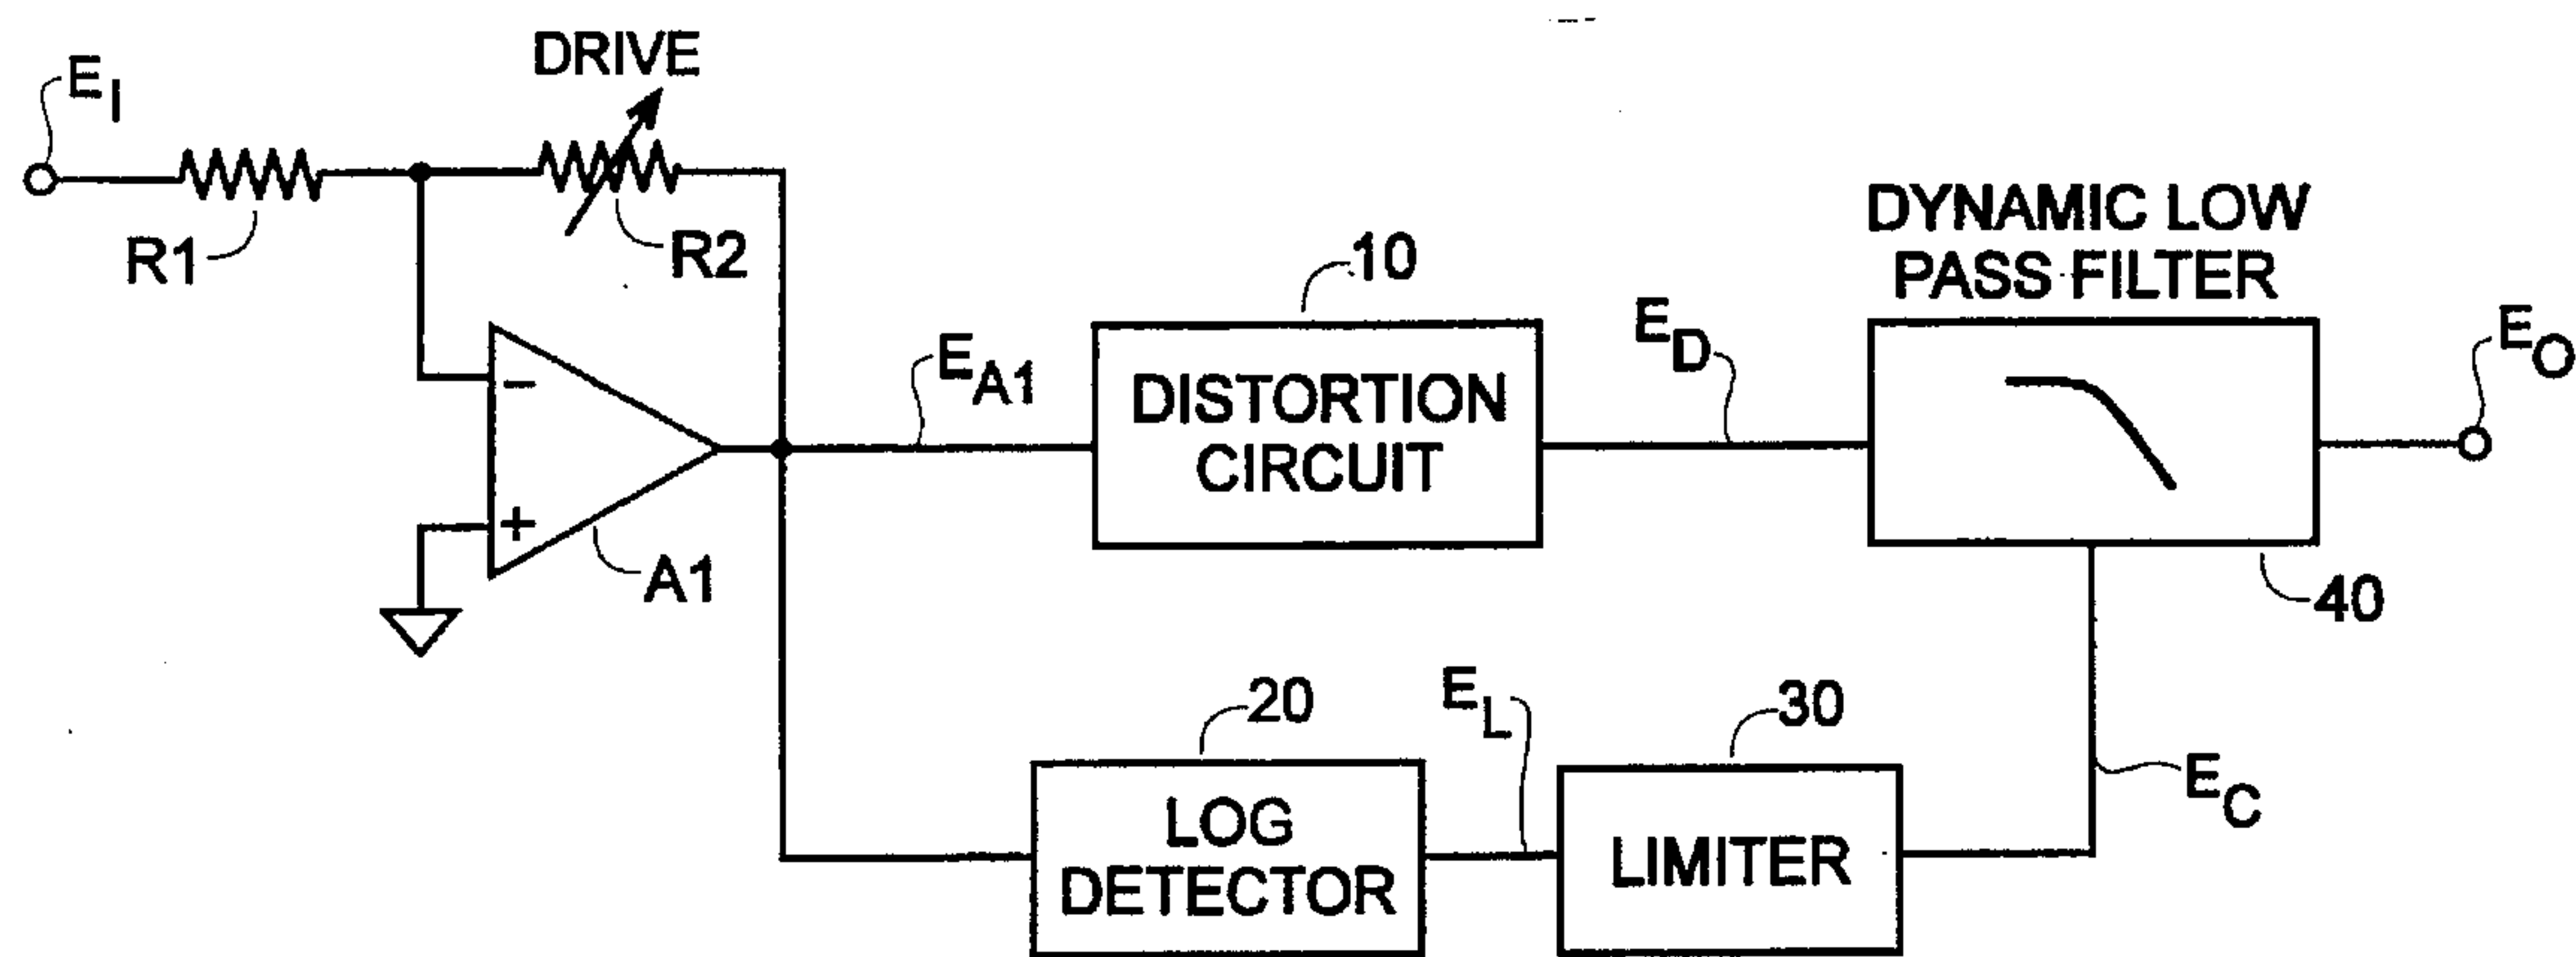 E_I
DRIVE
R1
R2
−
+
A1
E_A1
10
DISTORTION
CIRCUIT
E_D
DYNAMIC LOW
PASS FILTER
E_O
40
20
LOG
DETECTOR
E_L
30
LIMITER
E_C